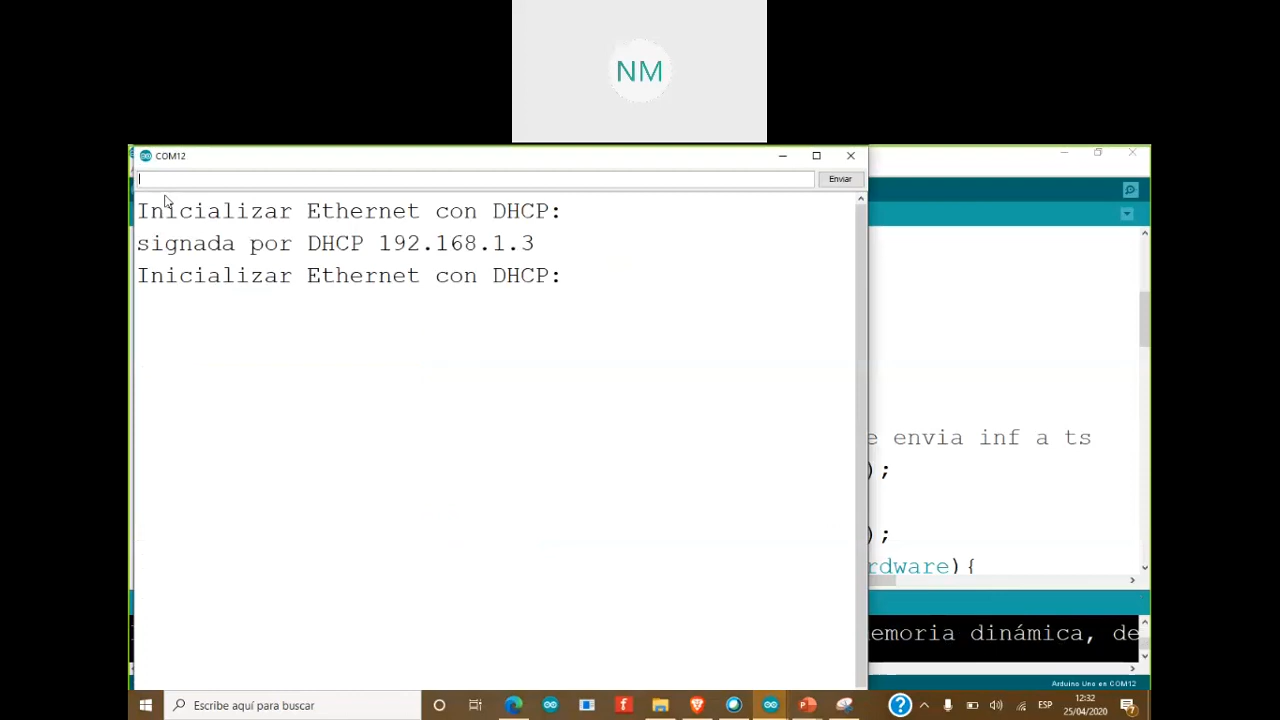 NM
COM12
Enviar
Inicializar Ethernet con DHCP:
signada por DHCP 192.168.1.3
Inicializar Ethernet con DHCP:
e envia inf a ts
);
);
rdware){
emoria dinámica, de
Arduino Uno en COM12
Escribe aquí para buscar
ESP
12:32
25/04/2020
7